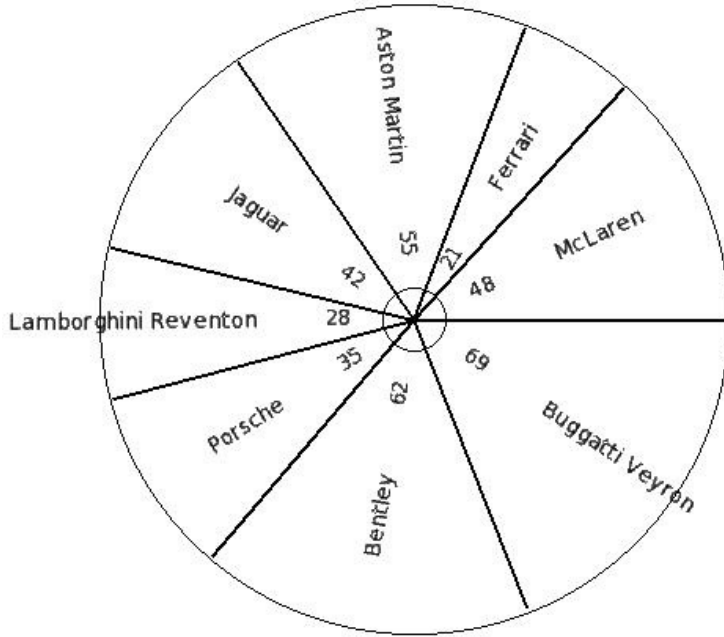 Aston Martin
55
Ferrari
21
McLaren
48
Jaguar
42
Lamborghini Reventon
28
Porsche
35
Bentley
62
Buggatti Veyron
69